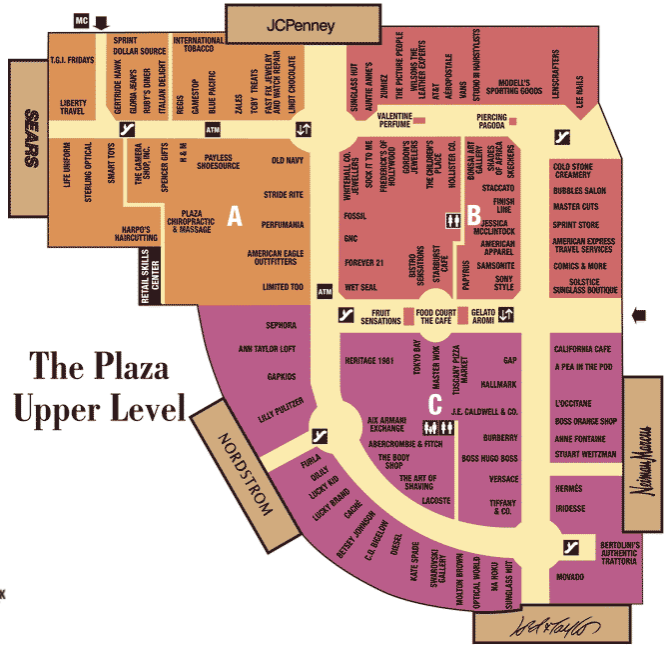 MC
JCPenney
SEARS
T.G.I. FRIDAYS
LIBERTY
TRAVEL
SPRINT
DOLLAR SOURCE
GERTRUDE HAWK
GLORIA JEAN'S
RUBY'S DINER
ITALIAN DELIGHT
INTERNATIONAL
TOBACCO
REGIS
GAMESTOP
BLUE PACIFIC
ZALES
TOBY TREATS
FAST FIX JEWELRY
AND WATCH REPAIR
LINDT CHOCOLATE
SUNGLASS HUT
AUNTIE ANNE'S
ZUMIEZ
THE PICTURE PEOPLE
WILSONS THE
LEATHER EXPERTS
AT&T
AEROPOSTALE
VANS
STUDIO III HAIRSTYLISTS
MODELL'S
SPORTING GOODS
LENSCRAFTERS
LEE NAILS
ATM
VALENTINE
PERFUME
PIERCING
PAGODA
LIFE UNIFORM
STERLING OPTICAL
SMART TOYS
THE CAMERA
SHOP, INC.
SPENCER GIFTS
H & M
PAYLESS
SHOESOURCE
OLD NAVY
STRIDE RITE
PLAZA
CHIROPRACTIC
& MASSAGE
A
PERFUMANIA
HARPO'S
HAIRCUTTING
RETAIL SKILLS
CENTER
AMERICAN EAGLE
OUTFITTERS
LIMITED TOO
ATM
WHITEHALL CO.
JEWELLERS
SOCK IT TO ME
FREDERICK'S OF
HOLLYWOOD
GORDON'S
JEWELERS
THE CHILDREN'S
PLACE
HOLLISTER CO.
BONSAI ART
GALLERY
SHADES
OF AFRICA
SKECHERS
STACCATO
FINISH
LINE
B
JESSICA
MCCLINTOCK
AMERICAN
APPAREL
SAMSONITE
SONY
STYLE
PAPYRUS
FOSSIL
GNC
FOREVER 21
WET SEAL
BISTRO
SENSATIONS
STARBURST
CAFE
COLD STONE
CREAMERY
BUBBLES SALON
MASTER CUTS
SPRINT STORE
AMERICAN EXPRESS
TRAVEL SERVICES
COMICS & MORE
SOLSTICE
SUNGLASS BOUTIQUE
FRUIT
SENSATIONS
FOOD COURT
THE CAFÉ
GELATO
AROMI
The Plaza
Upper Level
SEPHORA
ANN TAYLOR LOFT
GAPKIDS
LILLY PULITZER
NORDSTROM
HERITAGE 1981
TOKYO BAY
MASTER WOK
TUSCANY PIZZA
MARKET
GAP
HALLMARK
C
J.E. CALDWELL & CO.
A|X ARMANI
EXCHANGE
ABERCROMBIE & FITCH
BURBERRY
THE BODY
SHOP
BOSS HUGO BOSS
THE ART OF
SHAVING
VERSACE
LACOSTE
TIFFANY
& CO.
CALIFORNIA CAFE
A PEA IN THE POD
L'OCCITANE
BOSS ORANGE SHOP
ANNE FONTAINE
STUART WEITZMAN
Neiman Marcus
HERMÈS
IRIDESSE
BERTOLINI'S
AUTHENTIC
TRATTORIA
MOVADO
FURLA
OILILY
LUCKY KID
LUCKY BRAND
CACHÉ
BETSEY JOHNSON
C.O. BIGELOW
DIESEL
KATE SPADE
SWAROVSKI
GALLERY
MOLTON BROWN
OPTICAL WORLD
NA HOKU
SUNGLASS HUT
Lord & Taylor
K